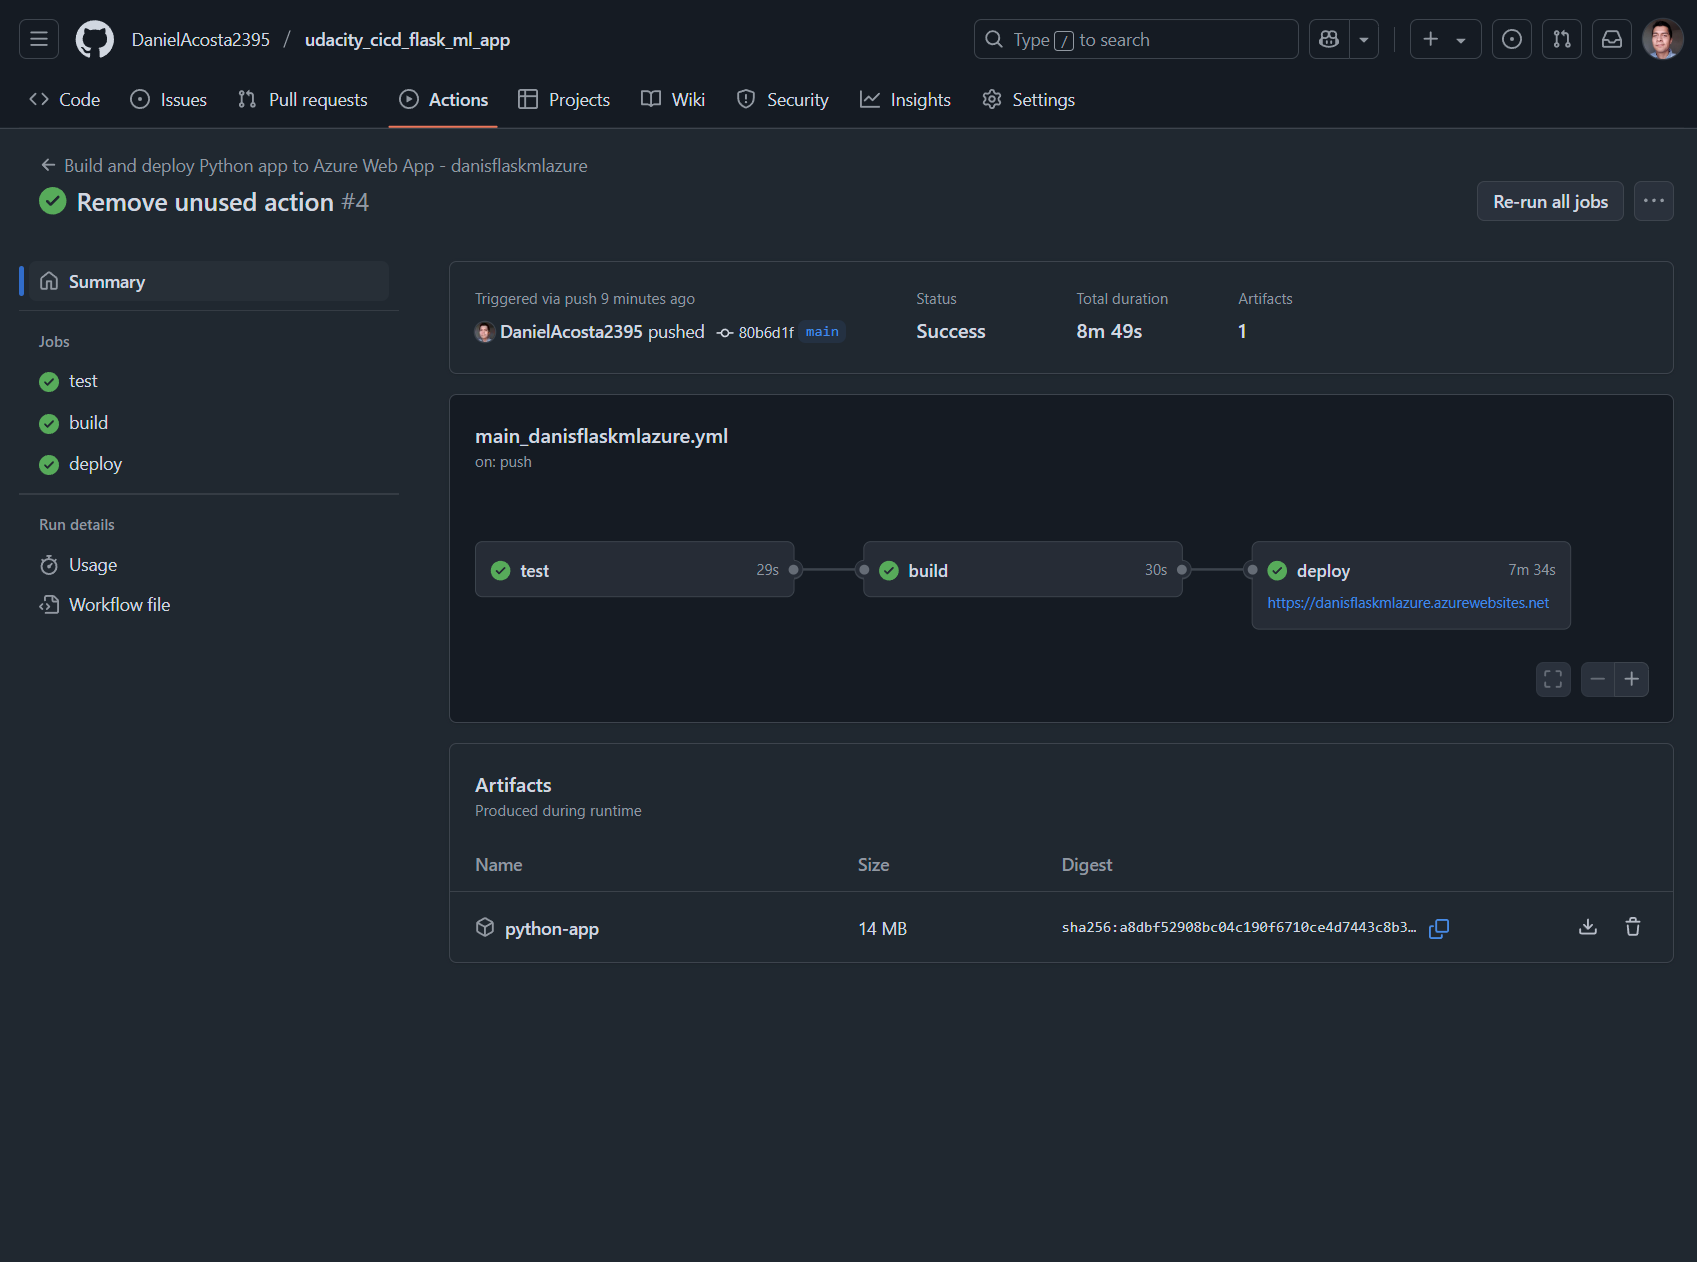 DanielAcosta2395 / udacity_cicd_flask_ml_app
Type / to search
Code
Issues
Pull requests
Actions
Projects
Wiki
Security
Insights
Settings
Build and deploy Python app to Azure Web App - danisflaskmlazure
Remove unused action #4
Re-run all jobs
Summary
Jobs
test
build
deploy
Run details
Usage
Workflow file
Triggered via push 9 minutes ago
DanielAcosta2395 pushed 80b6d1f main
Status
Success
Total duration
8m 49s
Artifacts
1
main_danisflaskmlazure.yml
on: push
test 29s
build 30s
deploy 7m 34s
https://danisflaskmlazure.azurewebsites.net
Artifacts
Produced during runtime
Name Size Digest
python-app 14 MB sha256:a8dbf52908bc04c190f6710ce4d7443c8b3…